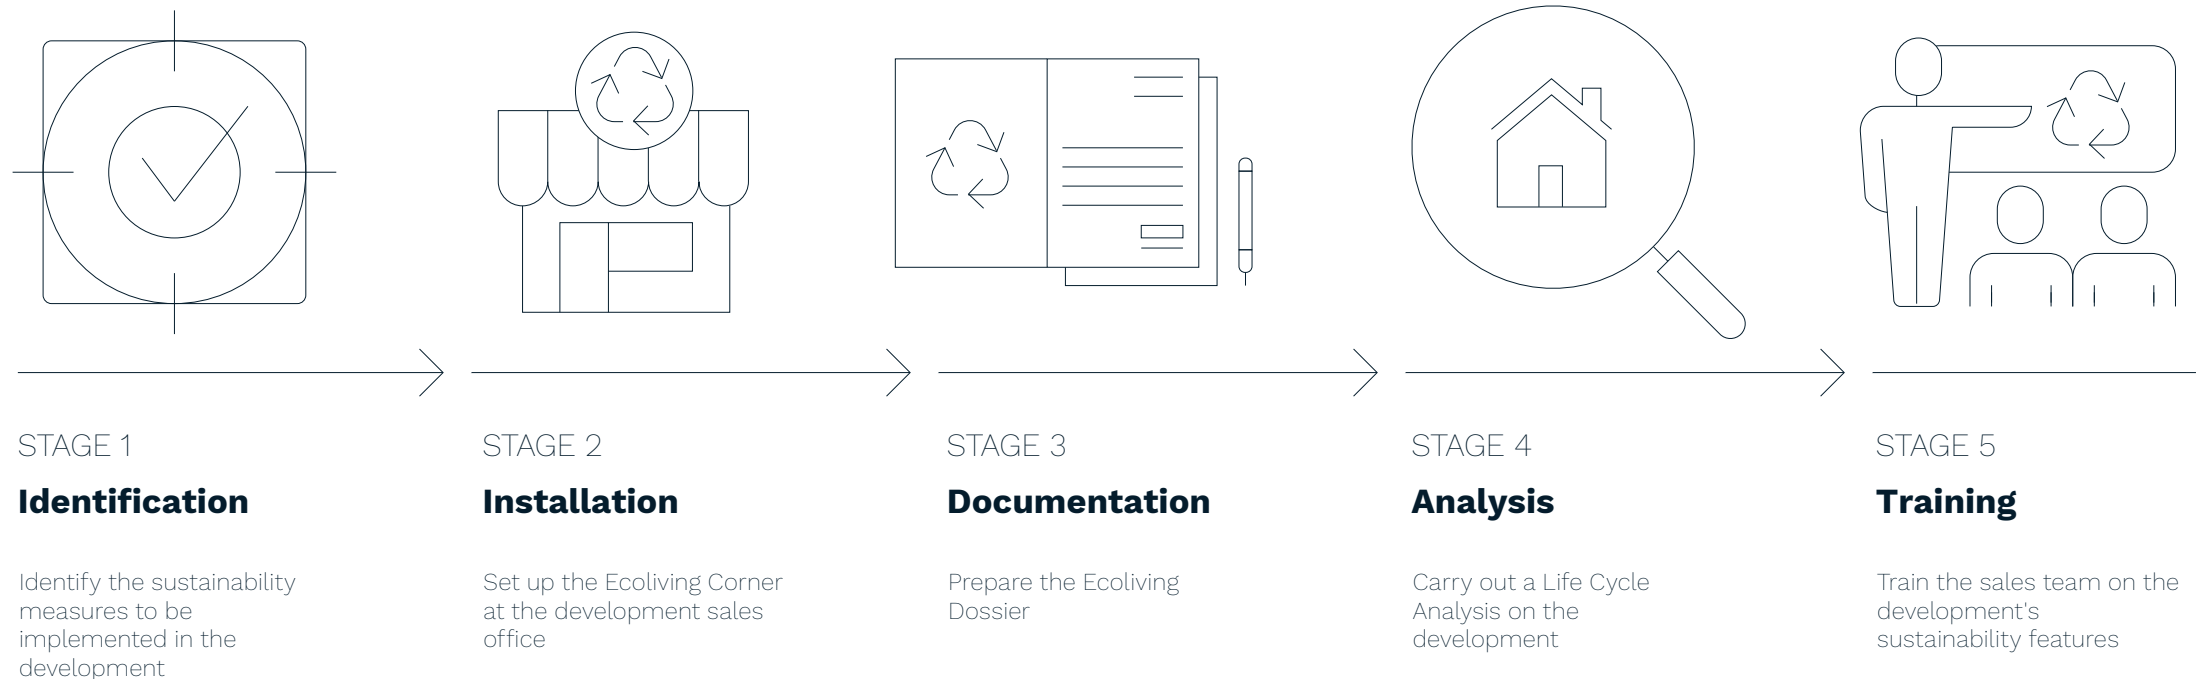 STAGE 1
Identification
Identify the sustainability
measures to be
implemented in the
development
STAGE 2
Installation
Set up the Ecoliving Corner
at the development sales
office
STAGE 3
Documentation
Prepare the Ecoliving
Dossier
STAGE 4
Analysis
Carry out a Life Cycle
Analysis on the
development
STAGE 5
Training
Train the sales team on the
development's
sustainability features